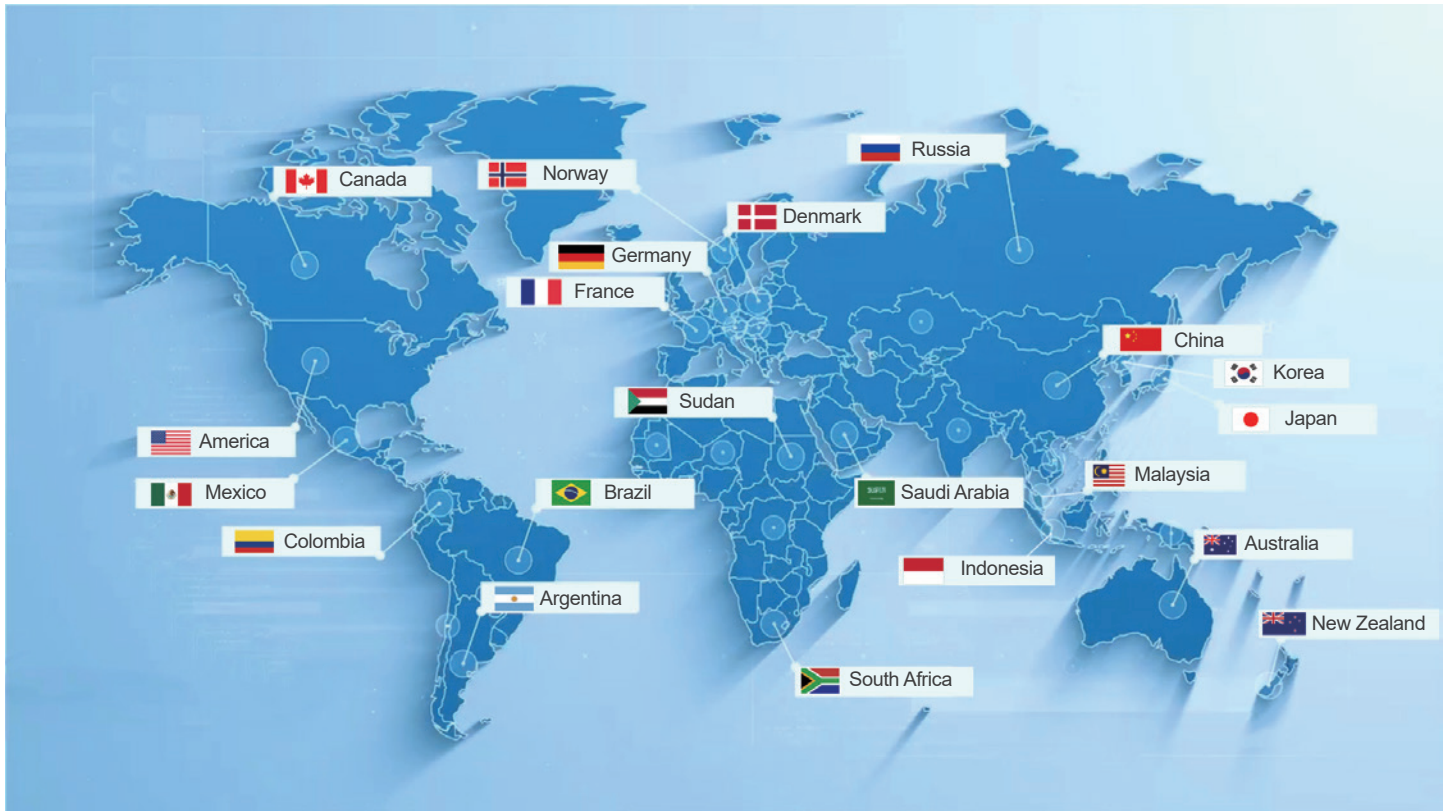 Russia
Canada
Norway
Denmark
Germany
France
China
Korea
Sudan
Japan
America
Malaysia
Mexico
Brazil
Saudi Arabia
Colombia
Australia
Indonesia
Argentina
New Zealand
South Africa